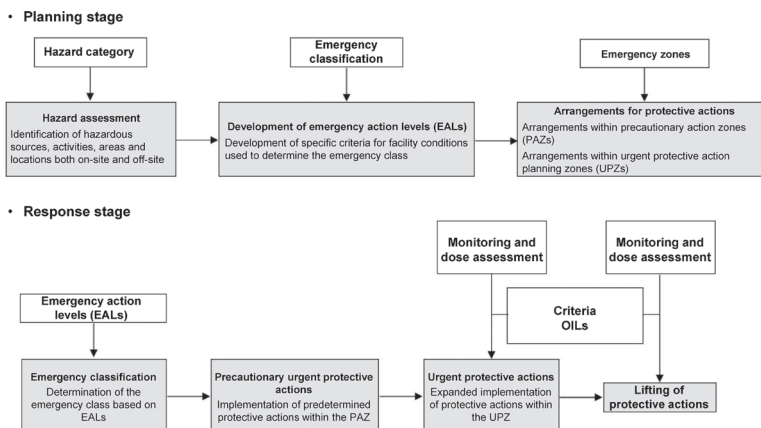 • Planning stage
Hazard category
Emergency
classification
Emergency zones
Hazard assessment
Identification of hazardous
sources, activities, areas and
locations both on-site and off-site
Development of emergency action levels (EALs)
Development of specific criteria for facility conditions
used to determine the emergency class
Arrangements for protective actions
Arrangements within precautionary action zones
(PAZs)
Arrangements within urgent protective action
planning zones (UPZs)
• Response stage
Monitoring and
dose assessment
Monitoring and
dose assessment
Emergency action
levels (EALs)
Criteria
OILs
Emergency classification
Determination of the
emergency class based on
EALs
Precautionary urgent protective
actions
Implementation of predetermined
protective actions within the PAZ
Urgent protective actions
Expanded implementation
of protective actions within
the UPZ
Lifting of
protective actions